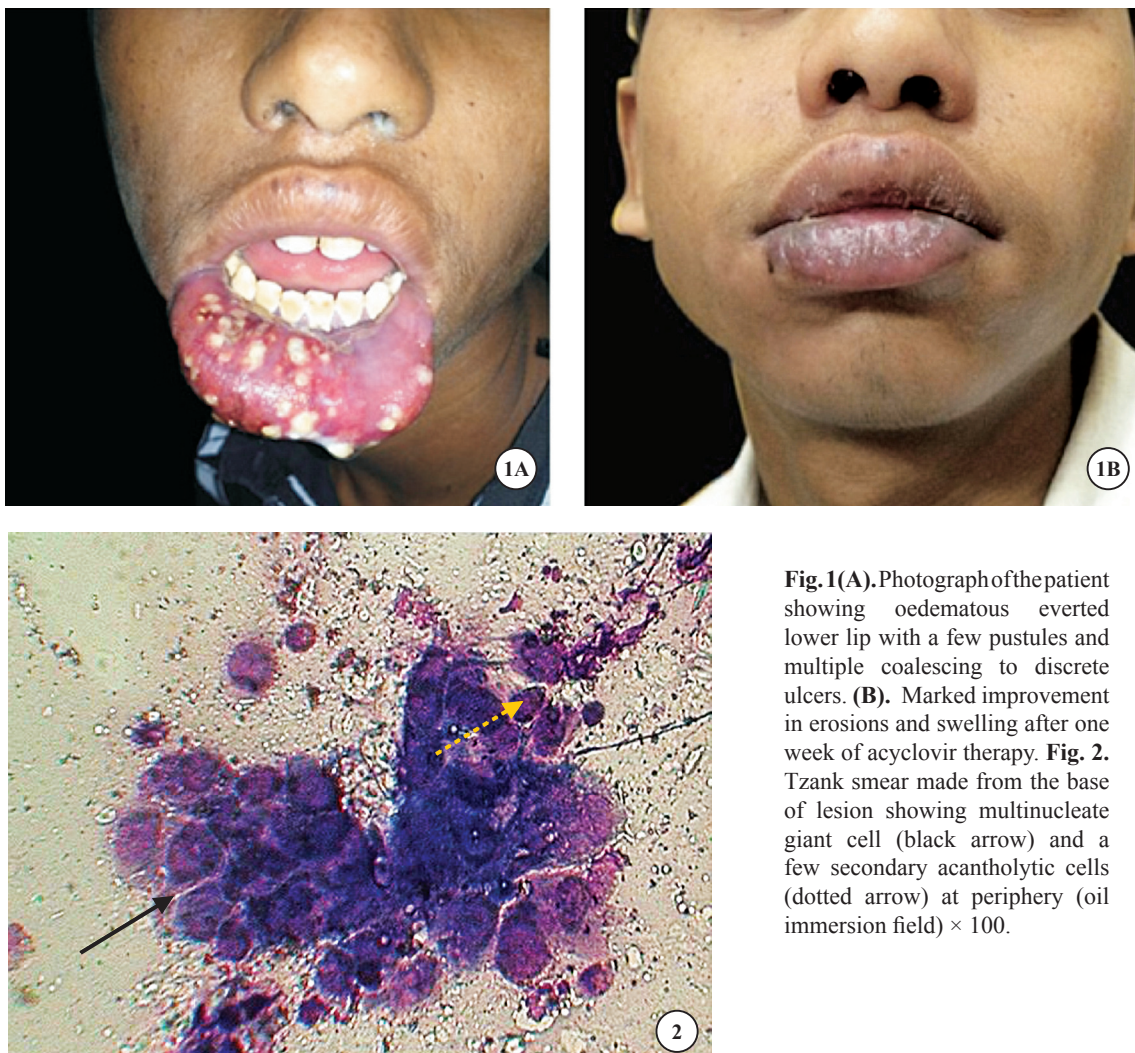 1A
1B
Fig. 1(A). Photograph of the patient
showing oedematous everted
lower lip with a few pustules and
multiple coalescing to discrete
ulcers. (B). Marked improvement
in erosions and swelling after one
week of acyclovir therapy. Fig. 2.
Tzank smear made from the base
of lesion showing multinucleate
giant cell (black arrow) and a
few secondary acantholytic cells
(dotted arrow) at periphery (oil
immersion field) × 100.
2